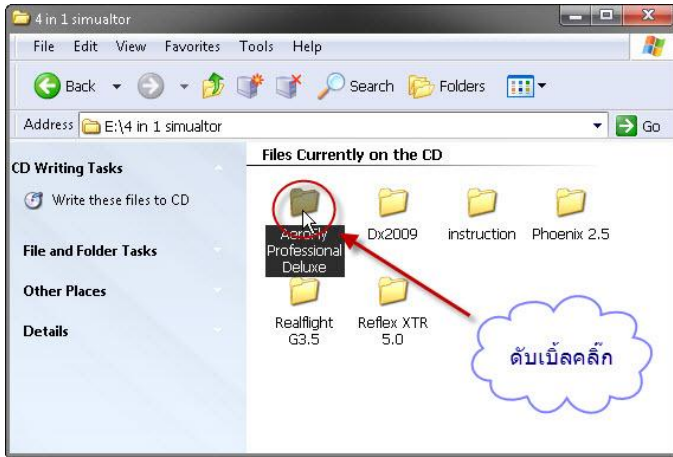 4 in 1 simualtor
File Edit View Favorites Tools Help
Back Search Folders
Address E:\4 in 1 simualtor Go
CD Writing Tasks
Write these files to CD
File and Folder Tasks
Other Places
Details
Files Currently on the CD
AeroFly Professional Deluxe
Dx2009
instruction
Phoenix 2.5
Realflight G3.5
Reflex XTR 5.0
ดับเบิ้ลคลิ๊ก